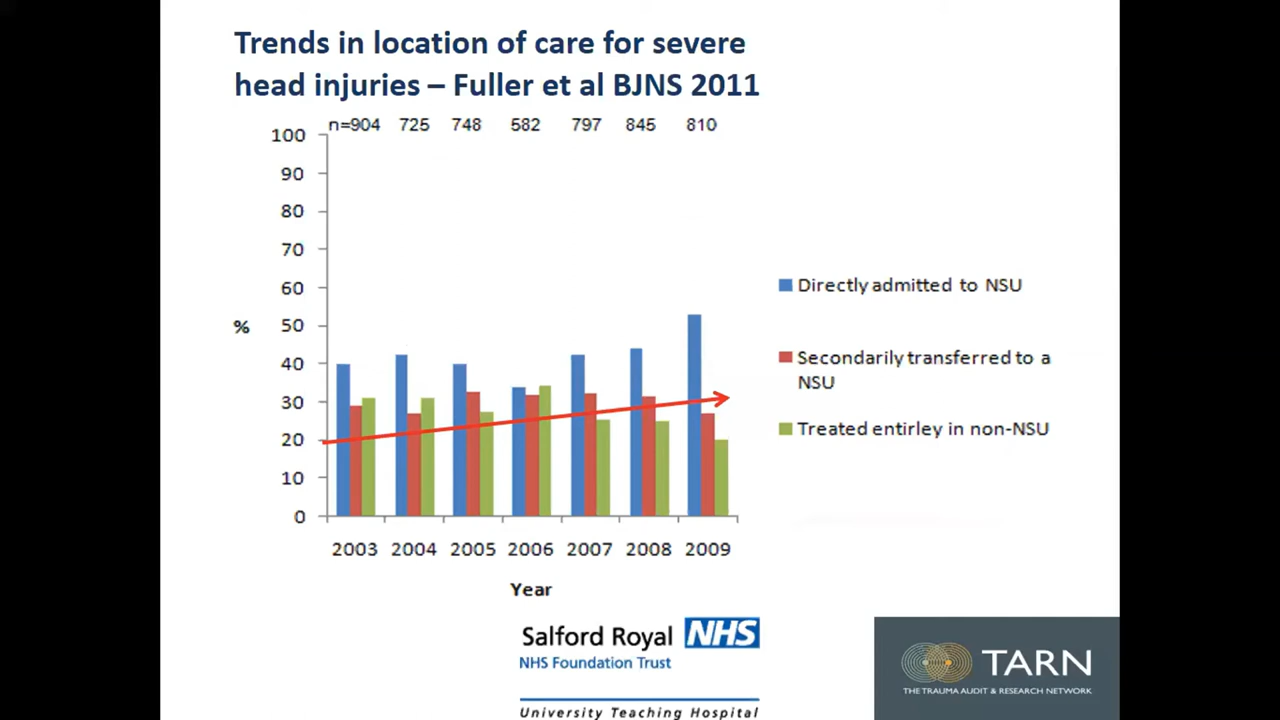 Trends in location of care for severe
head injuries – Fuller et al BJNS 2011
n=904 725 748 582 797 845 810
100
90
80
70
60
50
40
30
20
10
0
%
Directly admitted to NSU
Secondarily transferred to a
NSU
Treated entirley in non-NSU
2003 2004 2005 2006 2007 2008 2009
Year
Salford Royal NHS
NHS Foundation Trust
University Teaching Hospital
TARN
THE TRAUMA AUDIT & RESEARCH NETWORK